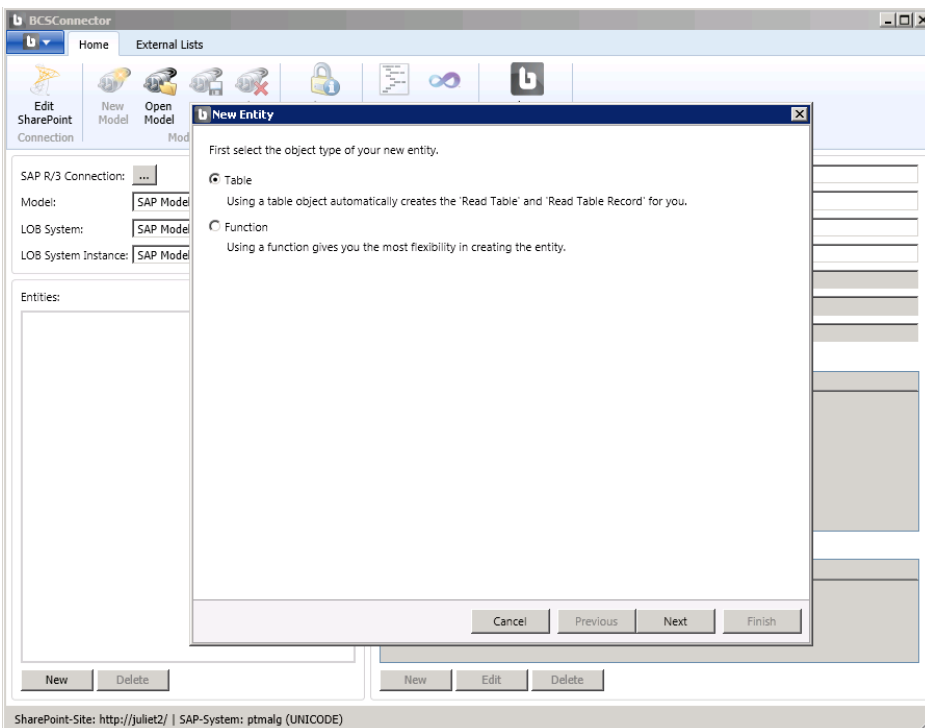 BCSConnector
Home
External Lists
Edit
SharePoint
New
Model
Open
Model
Connection
Mod
New Entity
First select the object type of your new entity.
SAP R/3 Connection:
...
Table
Using a table object automatically creates the 'Read Table' and 'Read Table Record' for you.
Model:
SAP Model
Function
LOB System:
SAP Model
Using a function gives you the most flexibility in creating the entity.
LOB System Instance:
SAP Model
Entities:
Cancel
Previous
Next
Finish
New
Delete
New
Edit
Delete
SharePoint-Site: http://juliet2/ | SAP-System: ptmalg (UNICODE)